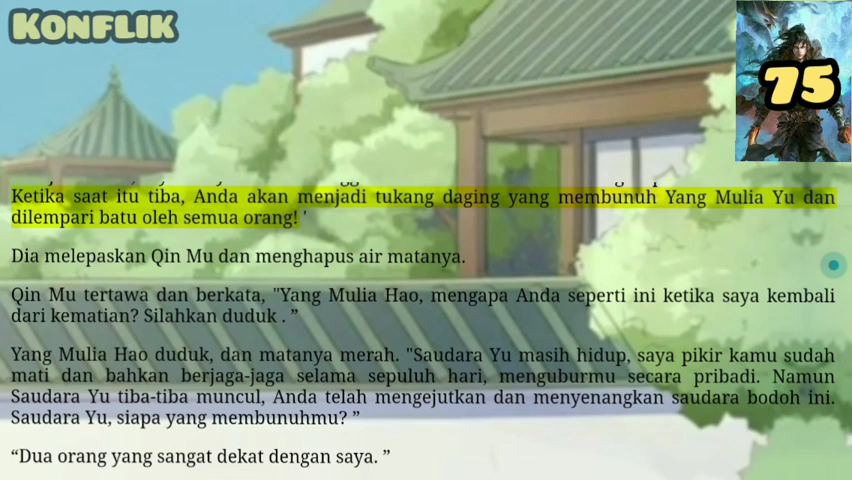 KONFLIK
75
Ketika saat itu tiba, Anda akan menjadi tukang daging yang membunuh Yang Mulia Yu dan
dilempari batu oleh semua orang! '
Dia melepaskan Qin Mu dan menghapus air matanya.
Qin Mu tertawa dan berkata, "Yang Mulia Hao, mengapa Anda seperti ini ketika saya kembali
dari kematian? Silahkan duduk . ”
Yang Mulia Hao duduk, dan matanya merah. "Saudara Yu masih hidup, saya pikir kamu sudah
mati dan bahkan berjaga-jaga selama sepuluh hari, menguburmu secara pribadi. Namun
Saudara Yu tiba-tiba muncul, Anda telah mengejutkan dan menyenangkan saudara bodoh ini.
Saudara Yu, siapa yang membunuhmu? ”
“Dua orang yang sangat dekat dengan saya. ”